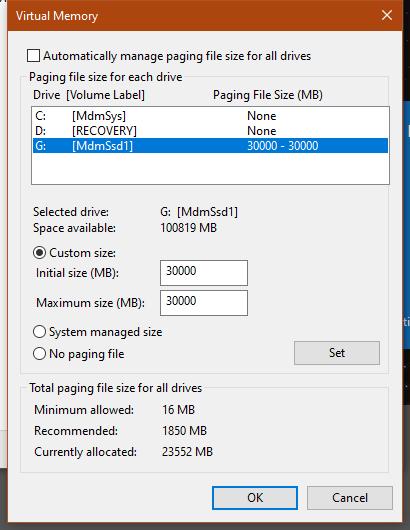 Virtual Memory
Automatically manage paging file size for all drives
Paging file size for each drive
Drive [Volume Label] Paging File Size (MB)
C: [MdmSys] None
D: [RECOVERY] None
G: [MdmSsd1] 30000 - 30000
Selected drive: G: [MdmSsd1]
Space available: 100819 MB
Custom size:
Initial size (MB): 30000
Maximum size (MB): 30000
System managed size
No paging file Set
Total paging file size for all drives
Minimum allowed: 16 MB
Recommended: 1850 MB
Currently allocated: 23552 MB
OK Cancel